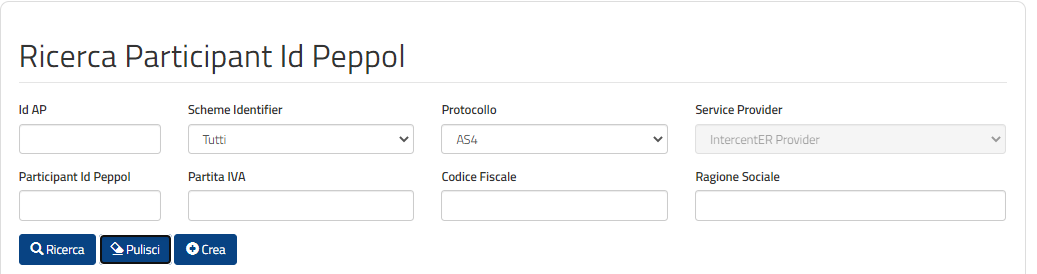 Ricerca Participant Id Peppol
Id AP Scheme Identifier Protocollo Service Provider
Tutti AS4 IntercentER Provider
Participant Id Peppol Partita IVA Codice Fiscale Ragione Sociale
Ricerca Pulisci Crea